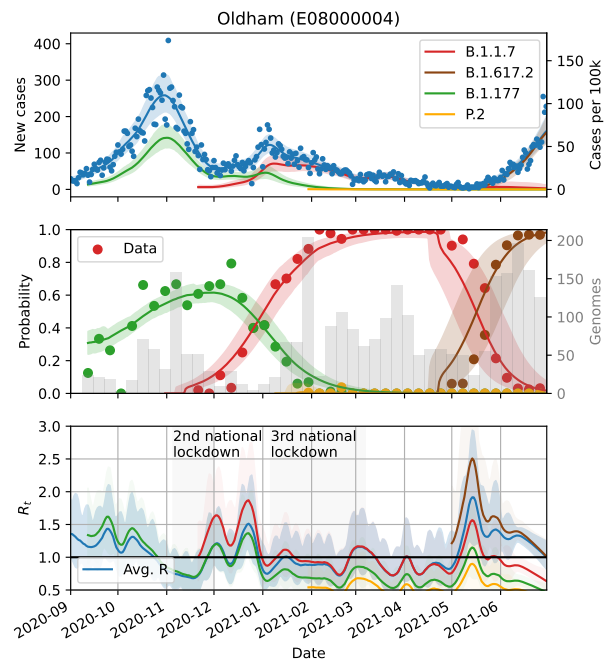 Oldham (E08000004)
New cases
400
300
200
100
0
B.1.1.7
B.1.617.2
B.1.177
P.2
150
100
50
0
Cases per 100k
Probability
1.0
0.8
0.6
0.4
0.2
0.0
Data
200
150
100
50
0
Genomes
Rt
3.0
2.5
2.0
1.5
1.0
0.5
2nd national
lockdown
3rd national
lockdown
Avg. R
2020-09
2020-10
2020-11
2020-12
2021-01
2021-02
2021-03
2021-04
2021-05
2021-06
Date